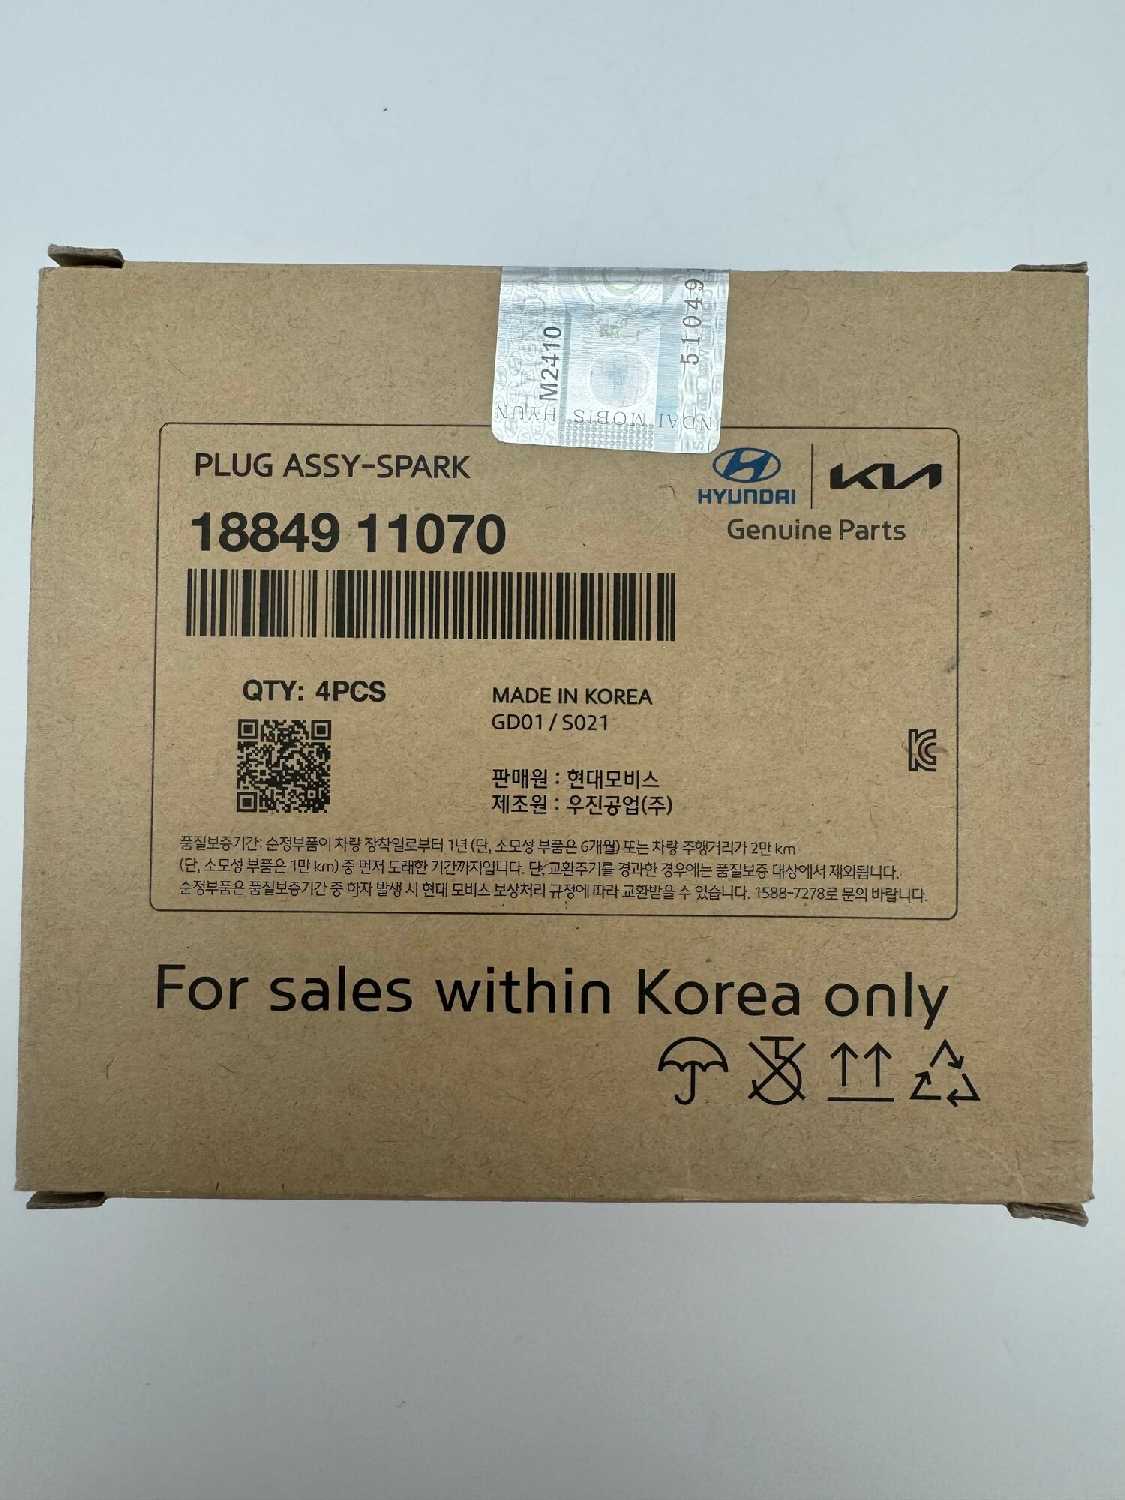 M2410
51049
HYUN
NDAI MOBIS
PLUG ASSY-SPARK
HYUNDAI
KIA
Genuine Parts
18849 11070
QTY: 4PCS
MADE IN KOREA
GD01 / S021
판매원 : 현대모비스
제조원 : 우진공업(주)
품질보증기간: 순정부품이 차량 장착일로부터 1년 (단, 소모성 부품은 6개월) 또는 차량 주행거리가 2만 km
(단, 소모성 부품은 1만 km) 중 먼저 도래한 기간까지입니다. 단, 교환주기를 경과한 경우에는 품질보증 대상에서 제외됩니다.
순정부품은 품질보증기간 중 하자 발생 시 현대 모비스 보상처리 규정에 따라 교환받을 수 있습니다. 1588-7278로 문의 바랍니다.
For sales within Korea only